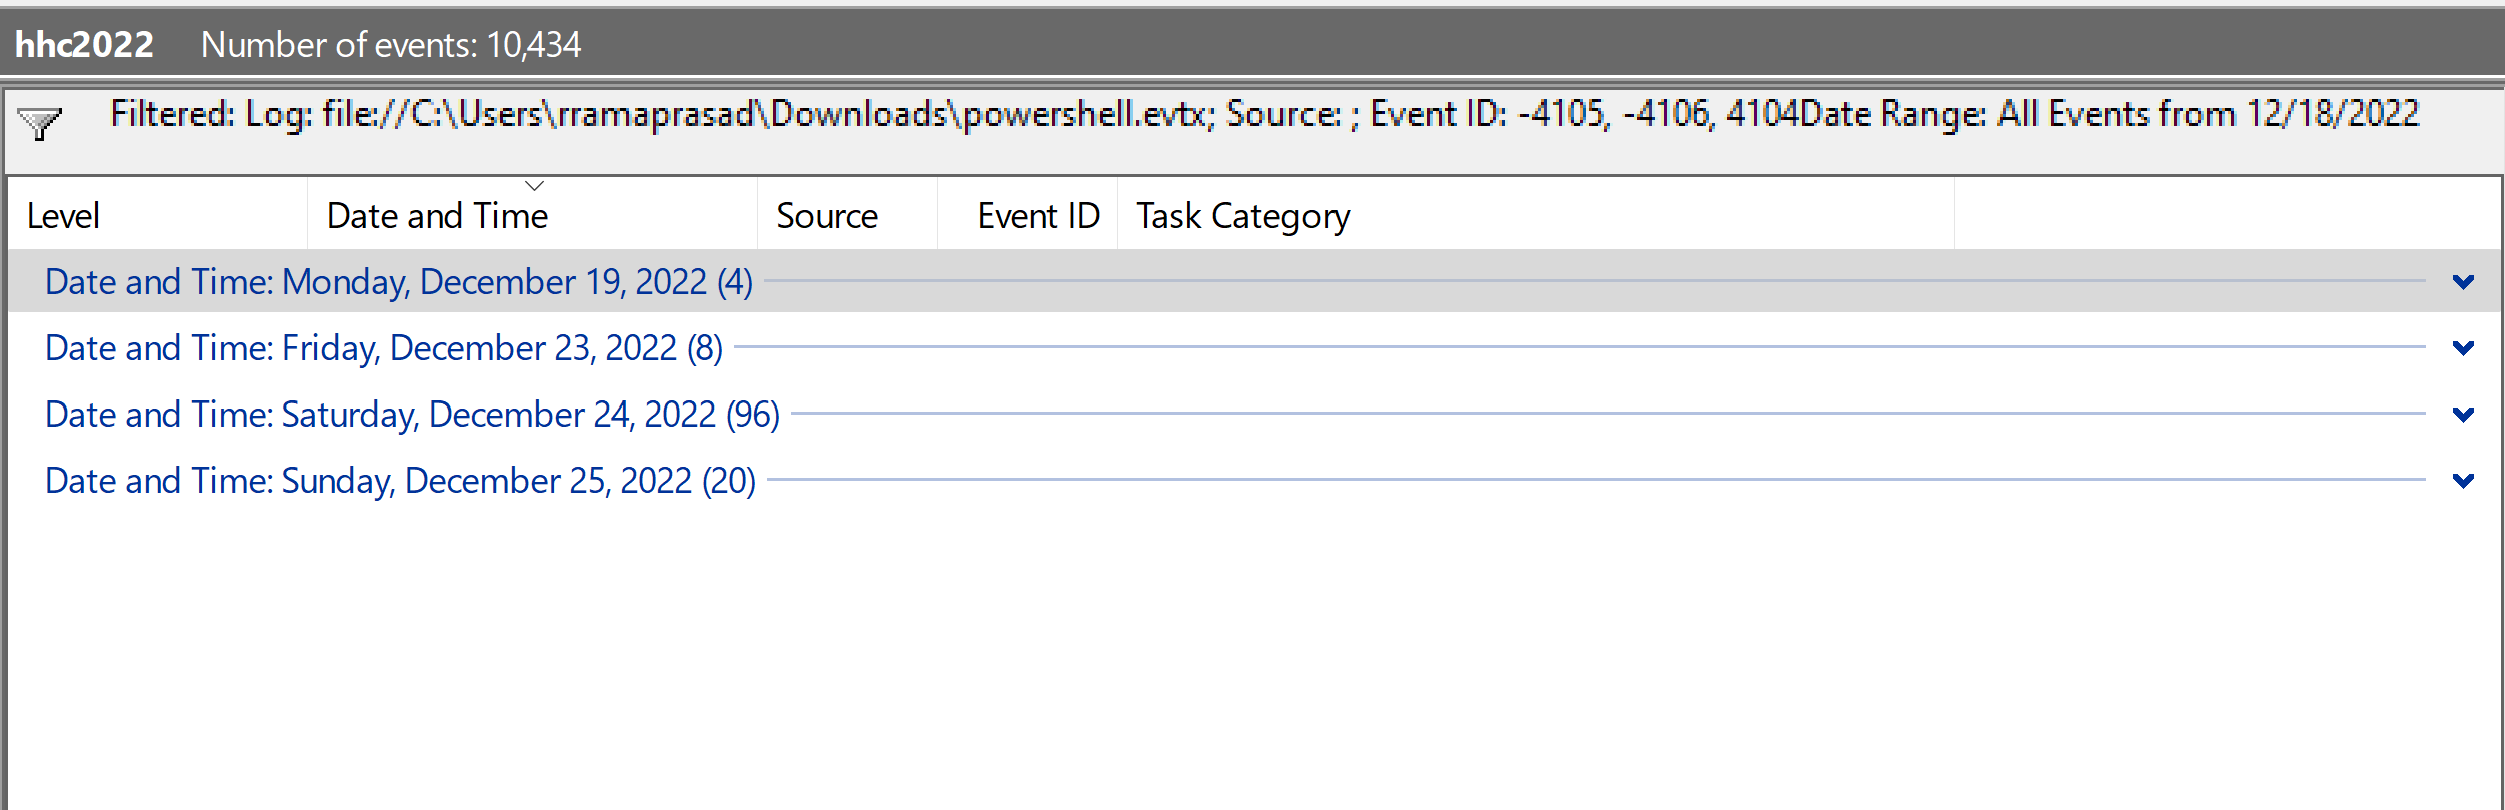 hhc2022 Number of events: 10,434
Filtered: Log: file://C:\Users\rramaprasad\Downloads\powershell.evtx; Source: ; Event ID: -4105, -4106, 4104Date Range: All Events from 12/18/2022
Level Date and Time Source Event ID Task Category
Date and Time: Monday, December 19, 2022 (4)
Date and Time: Friday, December 23, 2022 (8)
Date and Time: Saturday, December 24, 2022 (96)
Date and Time: Sunday, December 25, 2022 (20)